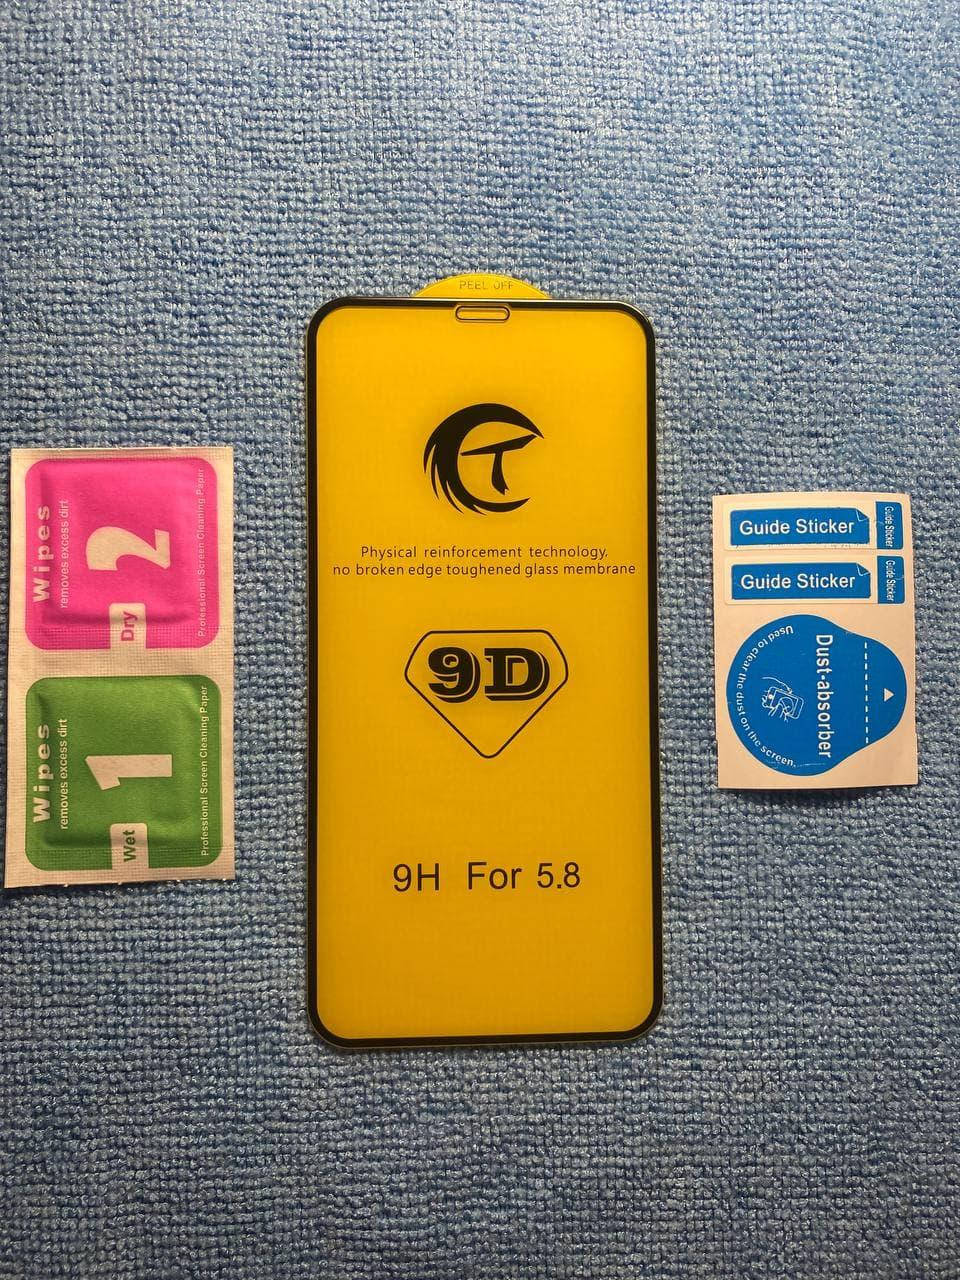 PEEL OFF
T
Physical reinforcement technology,
no broken edge toughened glass membrane
9D
9H For 5.8
Wipes
removes excess dirt
2
Dry
Professional Screen Cleaning Paper
Wipes
removes excess dirt
1
Wet
Professional Screen Cleaning Paper
Guide Sticker
Guide Sticker
Guide Sticker
Guide Sticker
Dust-absorber
Used to clear the dust on the screen.